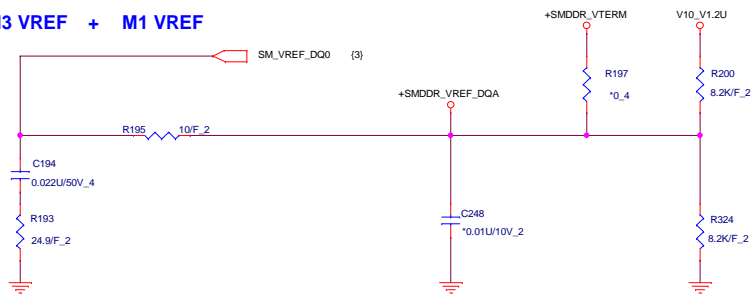 3 VREF + M1 VREF
SM_VREF_DQ0 {3}
+SMDDR_VTERM
V10_V1.2U
R197
*0_4
R200
8.2K/F_2
+SMDDR_VREF_DQA
R195 10/F_2
C194
0.022U/50V_4
R193
24.9/F_2
C248
*0.01U/10V_2
R324
8.2K/F_2